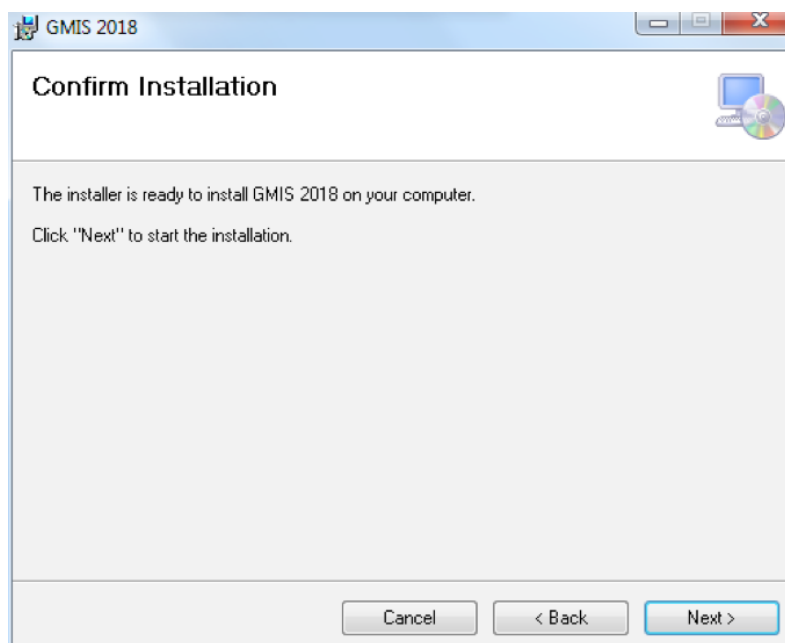 GMIS 2018
Confirm Installation
The installer is ready to install GMIS 2018 on your computer.
Click "Next" to start the installation.
Cancel
< Back
Next >